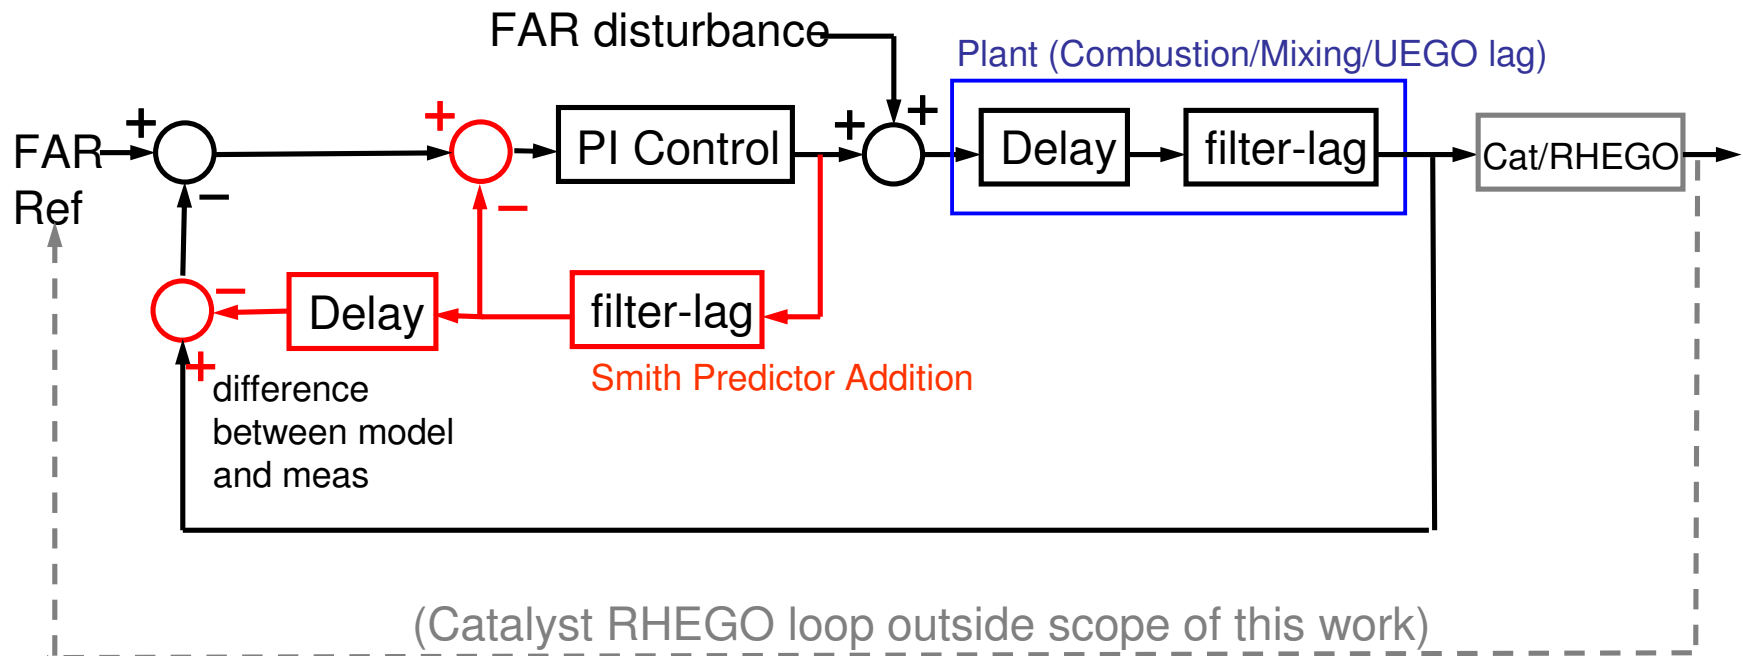 FAR disturbance
Plant (Combustion/Mixing/UEGO lag)
+
+
+
+
FAR
Ref
PI Control
Delay
filter-lag
Cat/RHEGO
−
−
−
Delay
filter-lag
+
Smith Predictor Addition
difference
between model
and meas
(Catalyst RHEGO loop outside scope of this work)